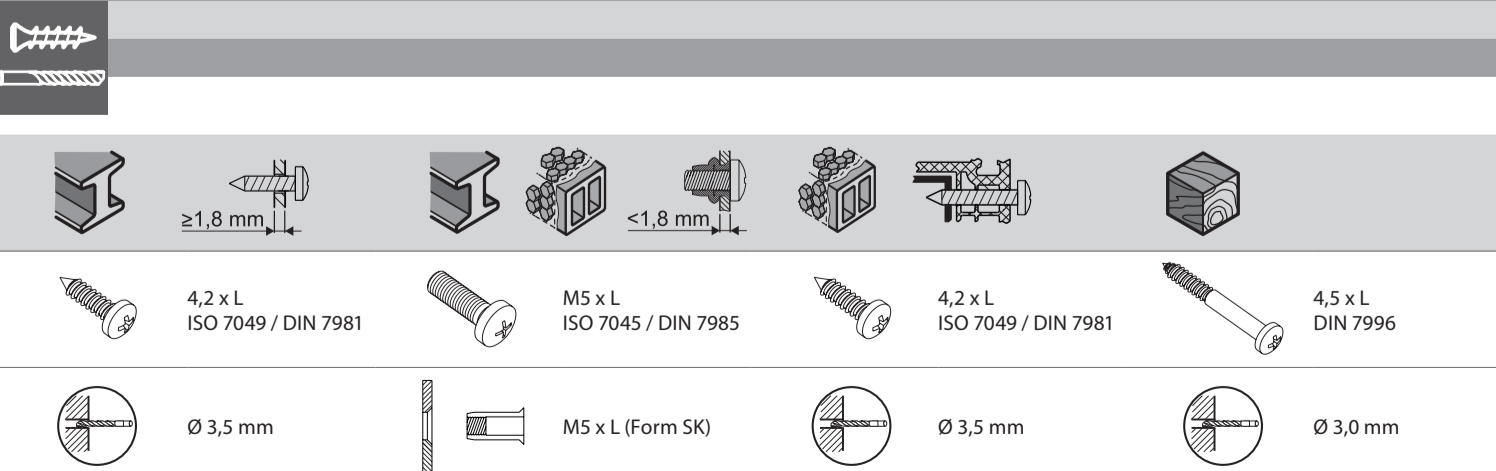 ≥1,8 mm
<1,8 mm
4,2 x L
ISO 7049 / DIN 7981
M5 x L
ISO 7045 / DIN 7985
4,2 x L
ISO 7049 / DIN 7981
4,5 x L
DIN 7996
Ø 3,5 mm
M5 x L (Form SK)
Ø 3,5 mm
Ø 3,0 mm